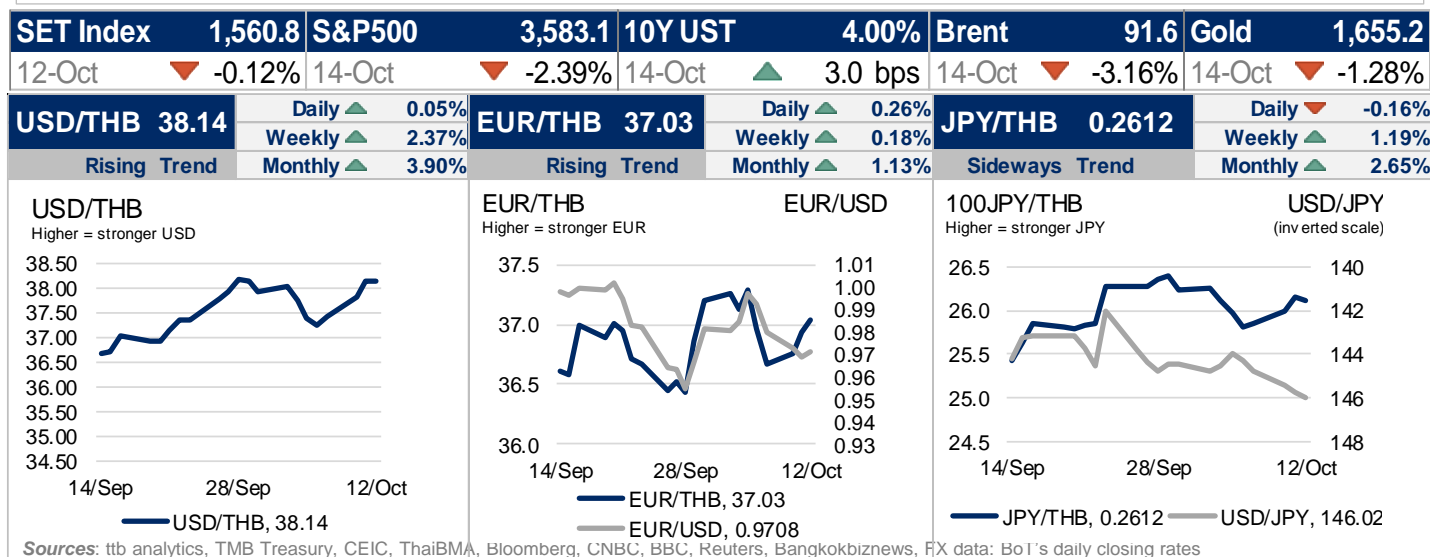 SET Index 1,560.8 S&P500 3,583.1 10Y UST 4.00% Brent 91.6 Gold 1,655.2
12-Oct -0.12% 14-Oct -2.39% 14-Oct 3.0 bps 14-Oct -3.16% 14-Oct -1.28%
USD/THB 38.14
Daily 0.05%
Weekly 2.37%
Rising Trend Monthly 3.90%
EUR/THB 37.03
Daily 0.26%
Weekly 0.18%
Rising Trend Monthly 1.13%
JPY/THB 0.2612
Daily -0.16%
Weekly 1.19%
Sideways Trend Monthly 2.65%
USD/THB
Higher = stronger USD
38.50
38.00
37.50
37.00
36.50
36.00
35.50
35.00
34.50
14/Sep 28/Sep 12/Oct
USD/THB, 38.14
EUR/THB EUR/USD
Higher = stronger EUR
37.5
37.0
36.5
36.0
1.01
1.00
0.99
0.98
0.97
0.96
0.95
0.94
0.93
14/Sep 28/Sep 12/Oct
EUR/THB, 37.03
EUR/USD, 0.9708
100JPY/THB USD/JPY
Higher = stronger JPY (inverted scale)
26.5
26.0
25.5
25.0
24.5
140
142
144
146
148
14/Sep 28/Sep 12/Oct
JPY/THB, 0.2612 USD/JPY, 146.02
Sources: ttb analytics, TMB Treasury, CEIC, ThaiBMA, Bloomberg, CNBC, BBC, Reuters, Bangkokbiznews, FX data: BoT's daily closing rates